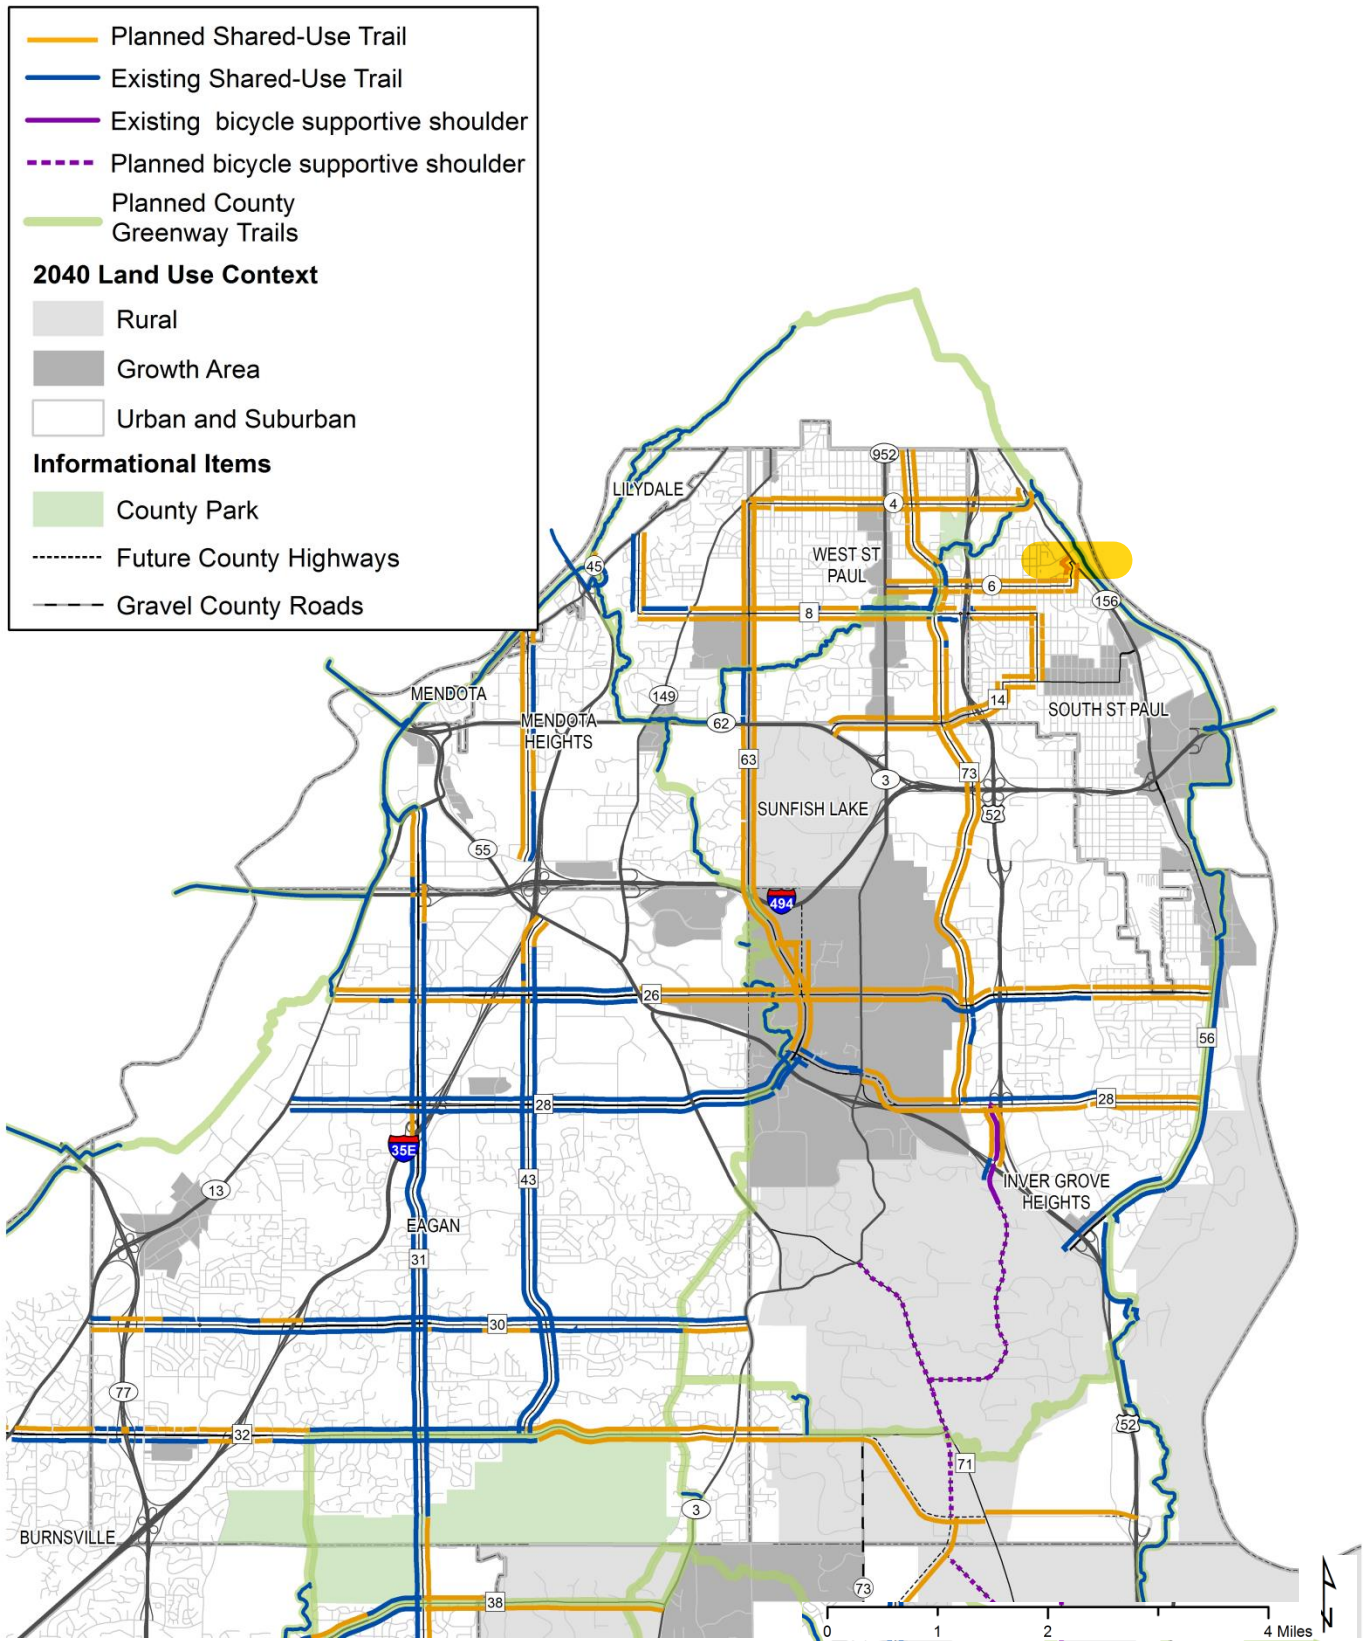 Planned Shared-Use Trail
Existing Shared-Use Trail
Existing  bicycle supportive shoulder
Planned bicycle supportive shoulder
Planned County
Greenway Trails
2040 Land Use Context
Rural
Growth Area
Urban and Suburban
Informational Items
County Park
Future County Highways
Gravel County Roads
952
LILYDALE
4
WEST ST
PAUL
45
6
156
8
MENDOTA
149
14
MENDOTA
HEIGHTS
62
SOUTH ST PAUL
63
73
3
SUNFISH LAKE
52
55
494
26
56
28
28
35E
43
13
INVER GROVE
HEIGHTS
EAGAN
31
30
77
32
52
71
3
BURNSVILLE
73
38
0
1
2
4 Miles
N